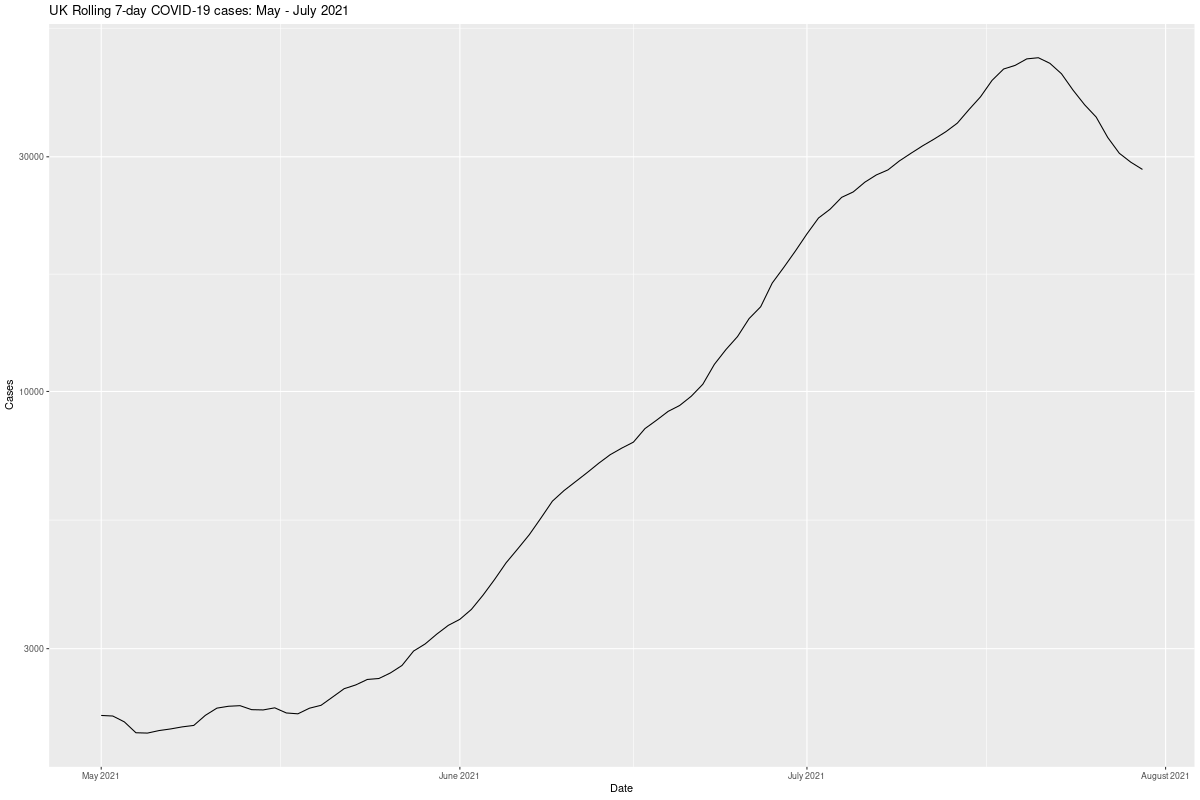 UK Rolling 7-day COVID-19 cases: May - July 2021
30000
10000
3000
Cases
May 2021
June 2021
July 2021
August 2021
Date